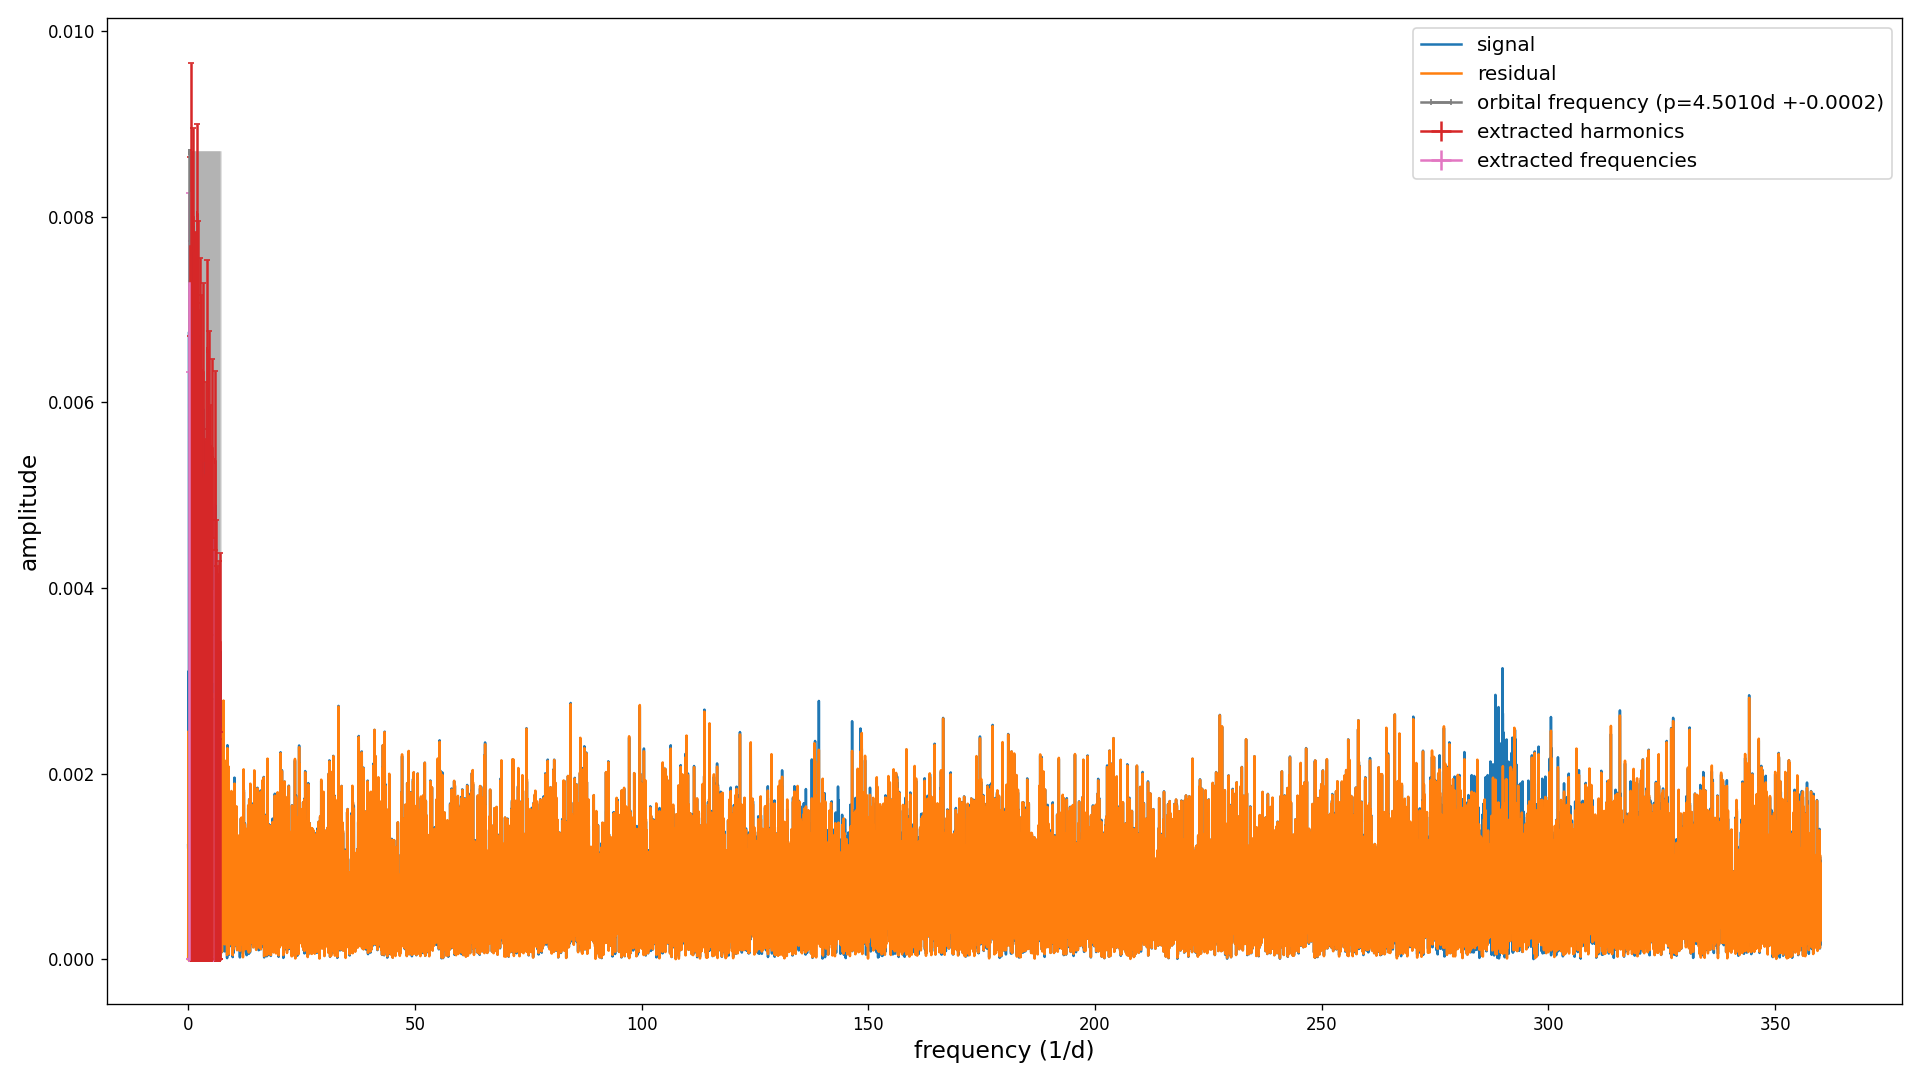 0.010
0.008
0.006
0.004
0.002
0.000
amplitude
0
50
100
150
200
250
300
350
frequency (1/d)
signal
residual
orbital frequency (p=4.5010d +-0.0002)
extracted harmonics
extracted frequencies